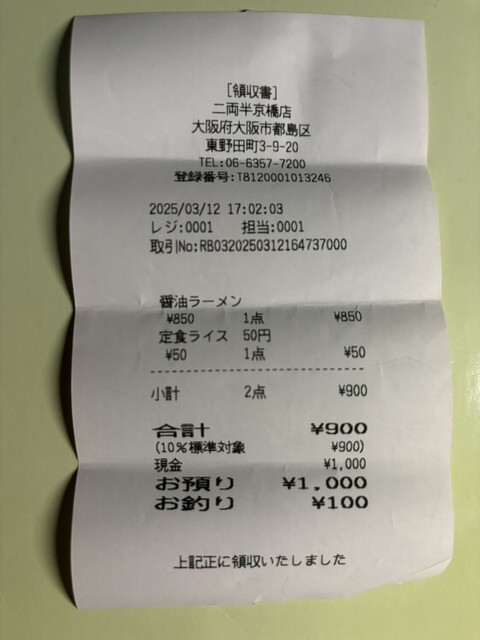 [領収書]
二両半京橋店
大阪府大阪市都島区
東野田町3-9-20
TEL:06-6357-7200
登録番号:T8120001013246
2025/03/12 17:02:03
レジ:0001 担当:0001
取引No:RB0320250312164737000
醤油ラーメン
¥850 1点 ¥850
定食ライス 50円
¥50 1点 ¥50
小計 2点 ¥900
合計 ¥900
(10%標準対象 ¥900)
現金 ¥1,000
お預り ¥1,000
お釣り ¥100
上記正に領収いたしました